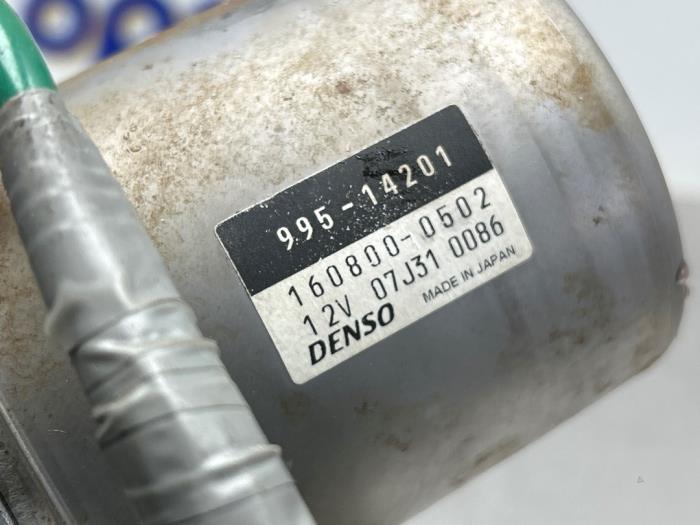 995-14201
160800-0502
12V 07J31 0086
DENSO MADE IN JAPAN